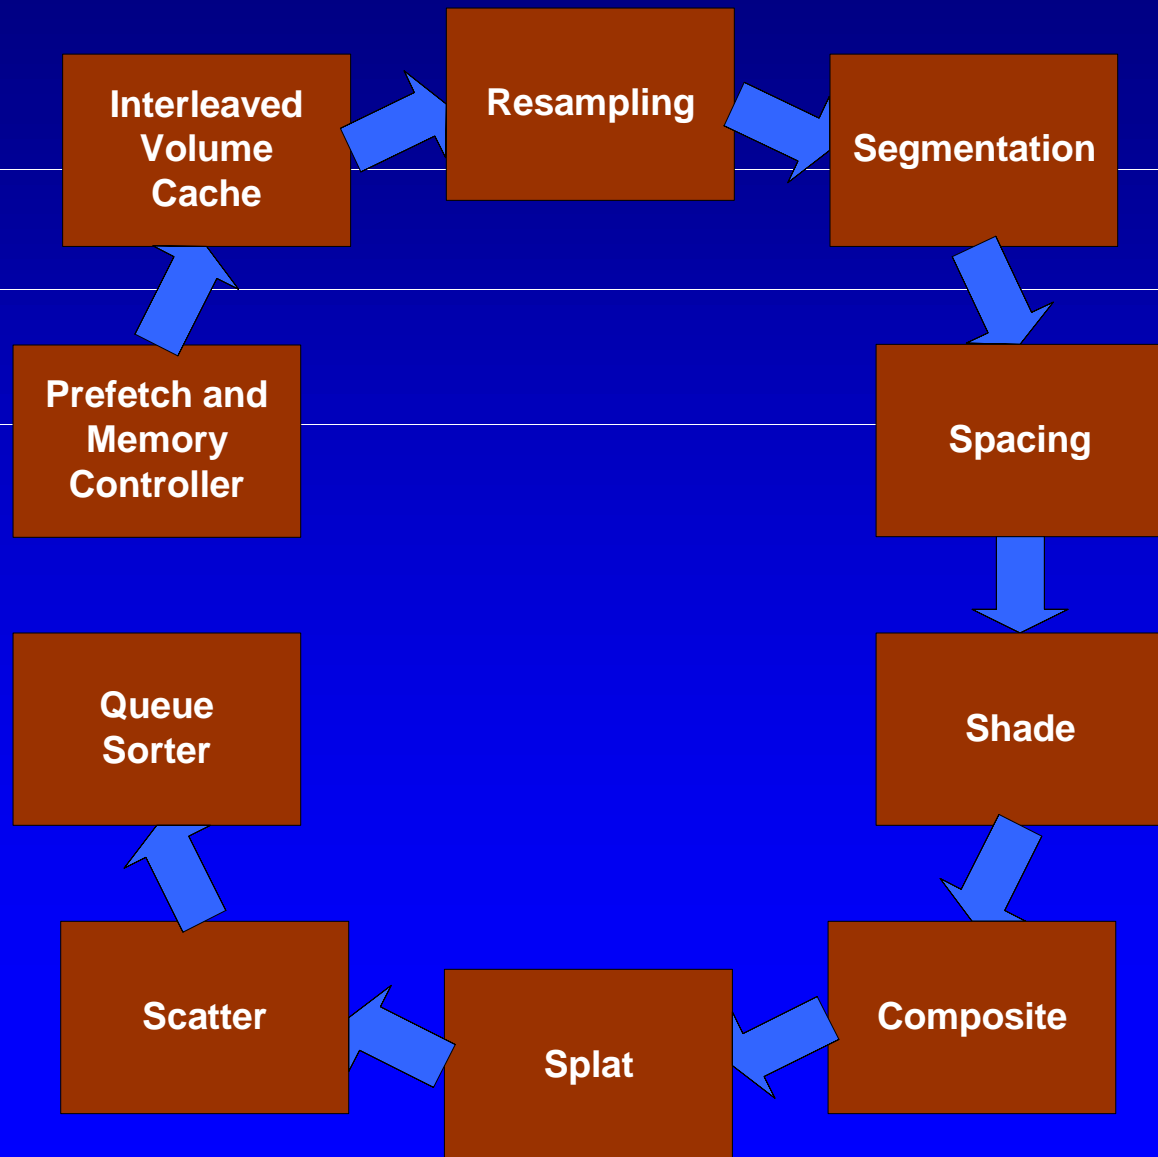 Interleaved
Volume
Cache
Resampling
Segmentation
Prefetch and
Memory
Controller
Spacing
Queue
Sorter
Shade
Scatter
Splat
Composite